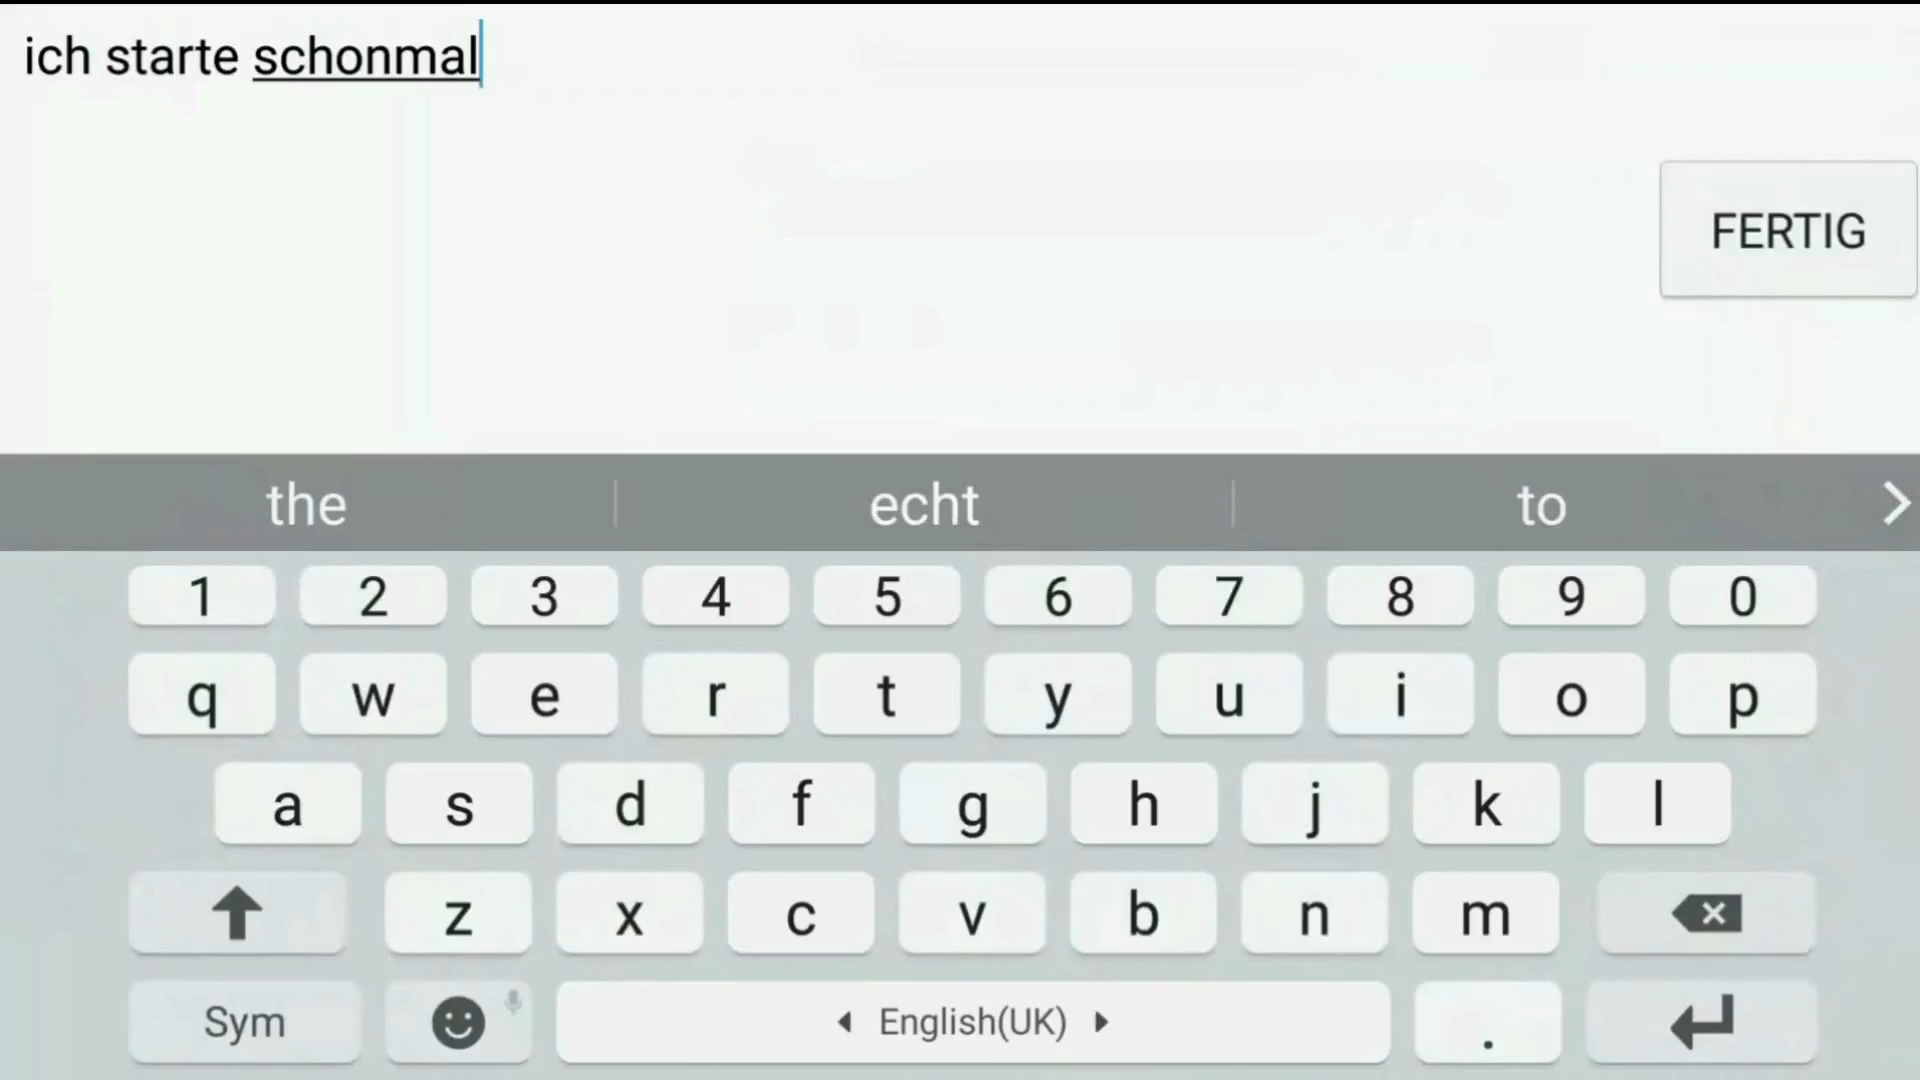 ich starte schonmal
FERTIG
the echt to
1 2 3 4 5 6 7 8 9 0
q w e r t y u i o p
a s d f g h j k l
z x c v b n m
Sym English(UK) .